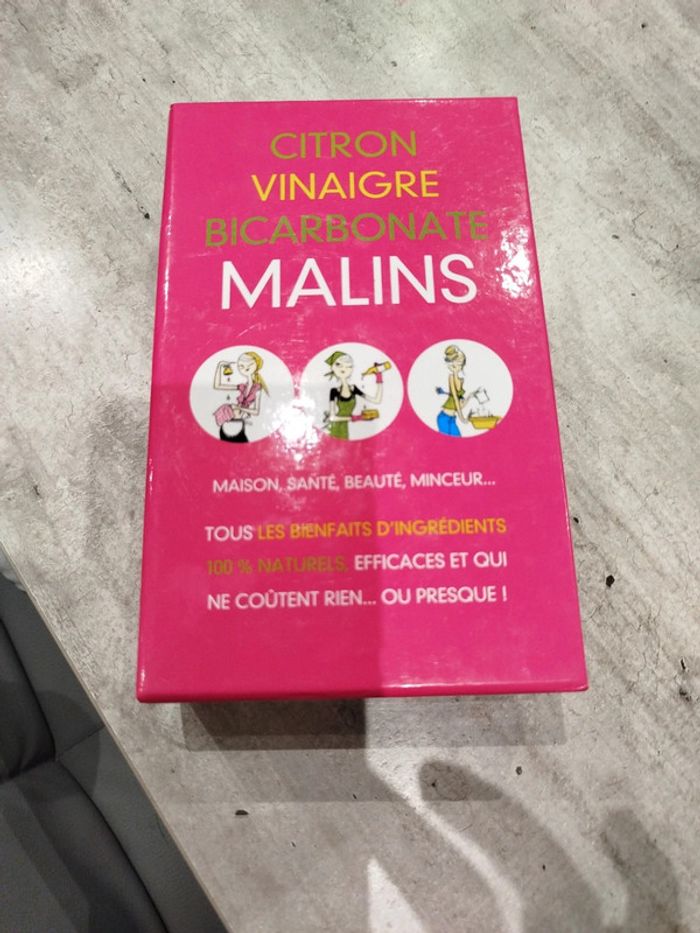 CITRON
VINAIGRE
BICARBONATE
MALINS
MAISON, SANTÉ, BEAUTÉ, MINCEUR...
TOUS LES BIENFAITS D'INGRÉDIENTS
100 % NATURELS, EFFICACES ET QUI
NE COÛTENT RIEN... OU PRESQUE !